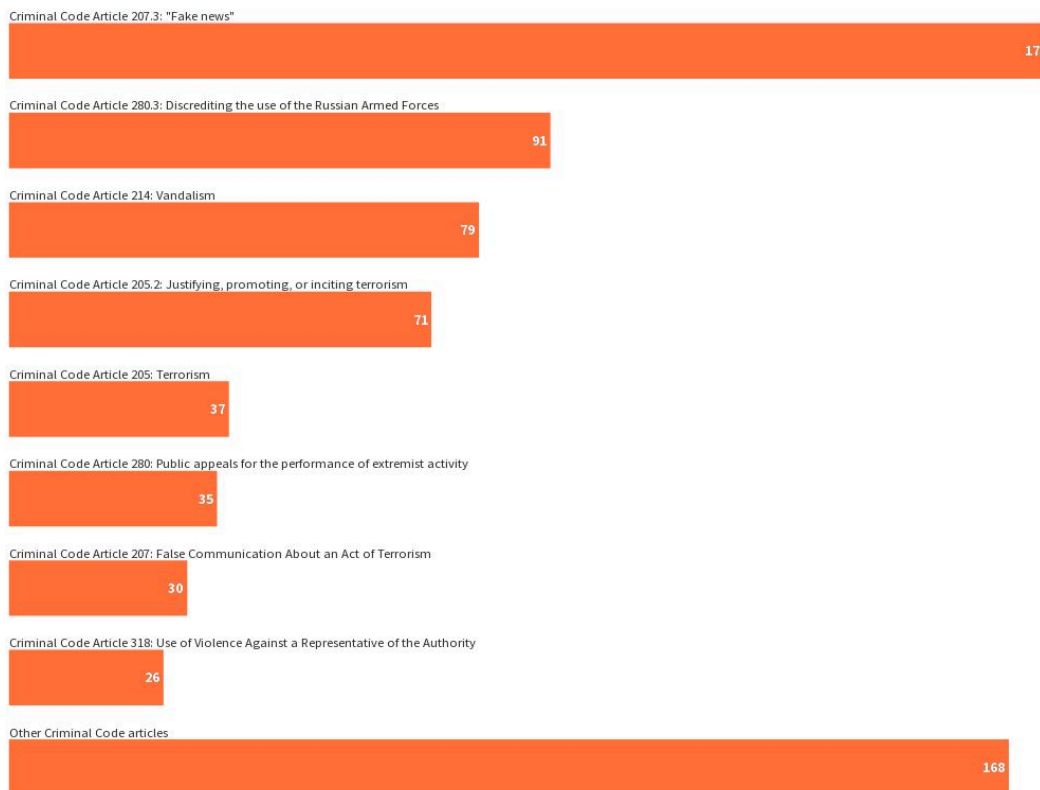 Criminal Code Article 207.3: "Fake news"
17
Criminal Code Article 280.3: Discrediting the use of the Russian Armed Forces
91
Criminal Code Article 214: Vandalism
79
Criminal Code Article 205.2: Justifying, promoting, or inciting terrorism
71
Criminal Code Article 205: Terrorism
37
Criminal Code Article 280: Public appeals for the performance of extremist activity
35
Criminal Code Article 207: False Communication About an Act of Terrorism
30
Criminal Code Article 318: Use of Violence Against a Representative of the Authority
26
Other Criminal Code articles
168